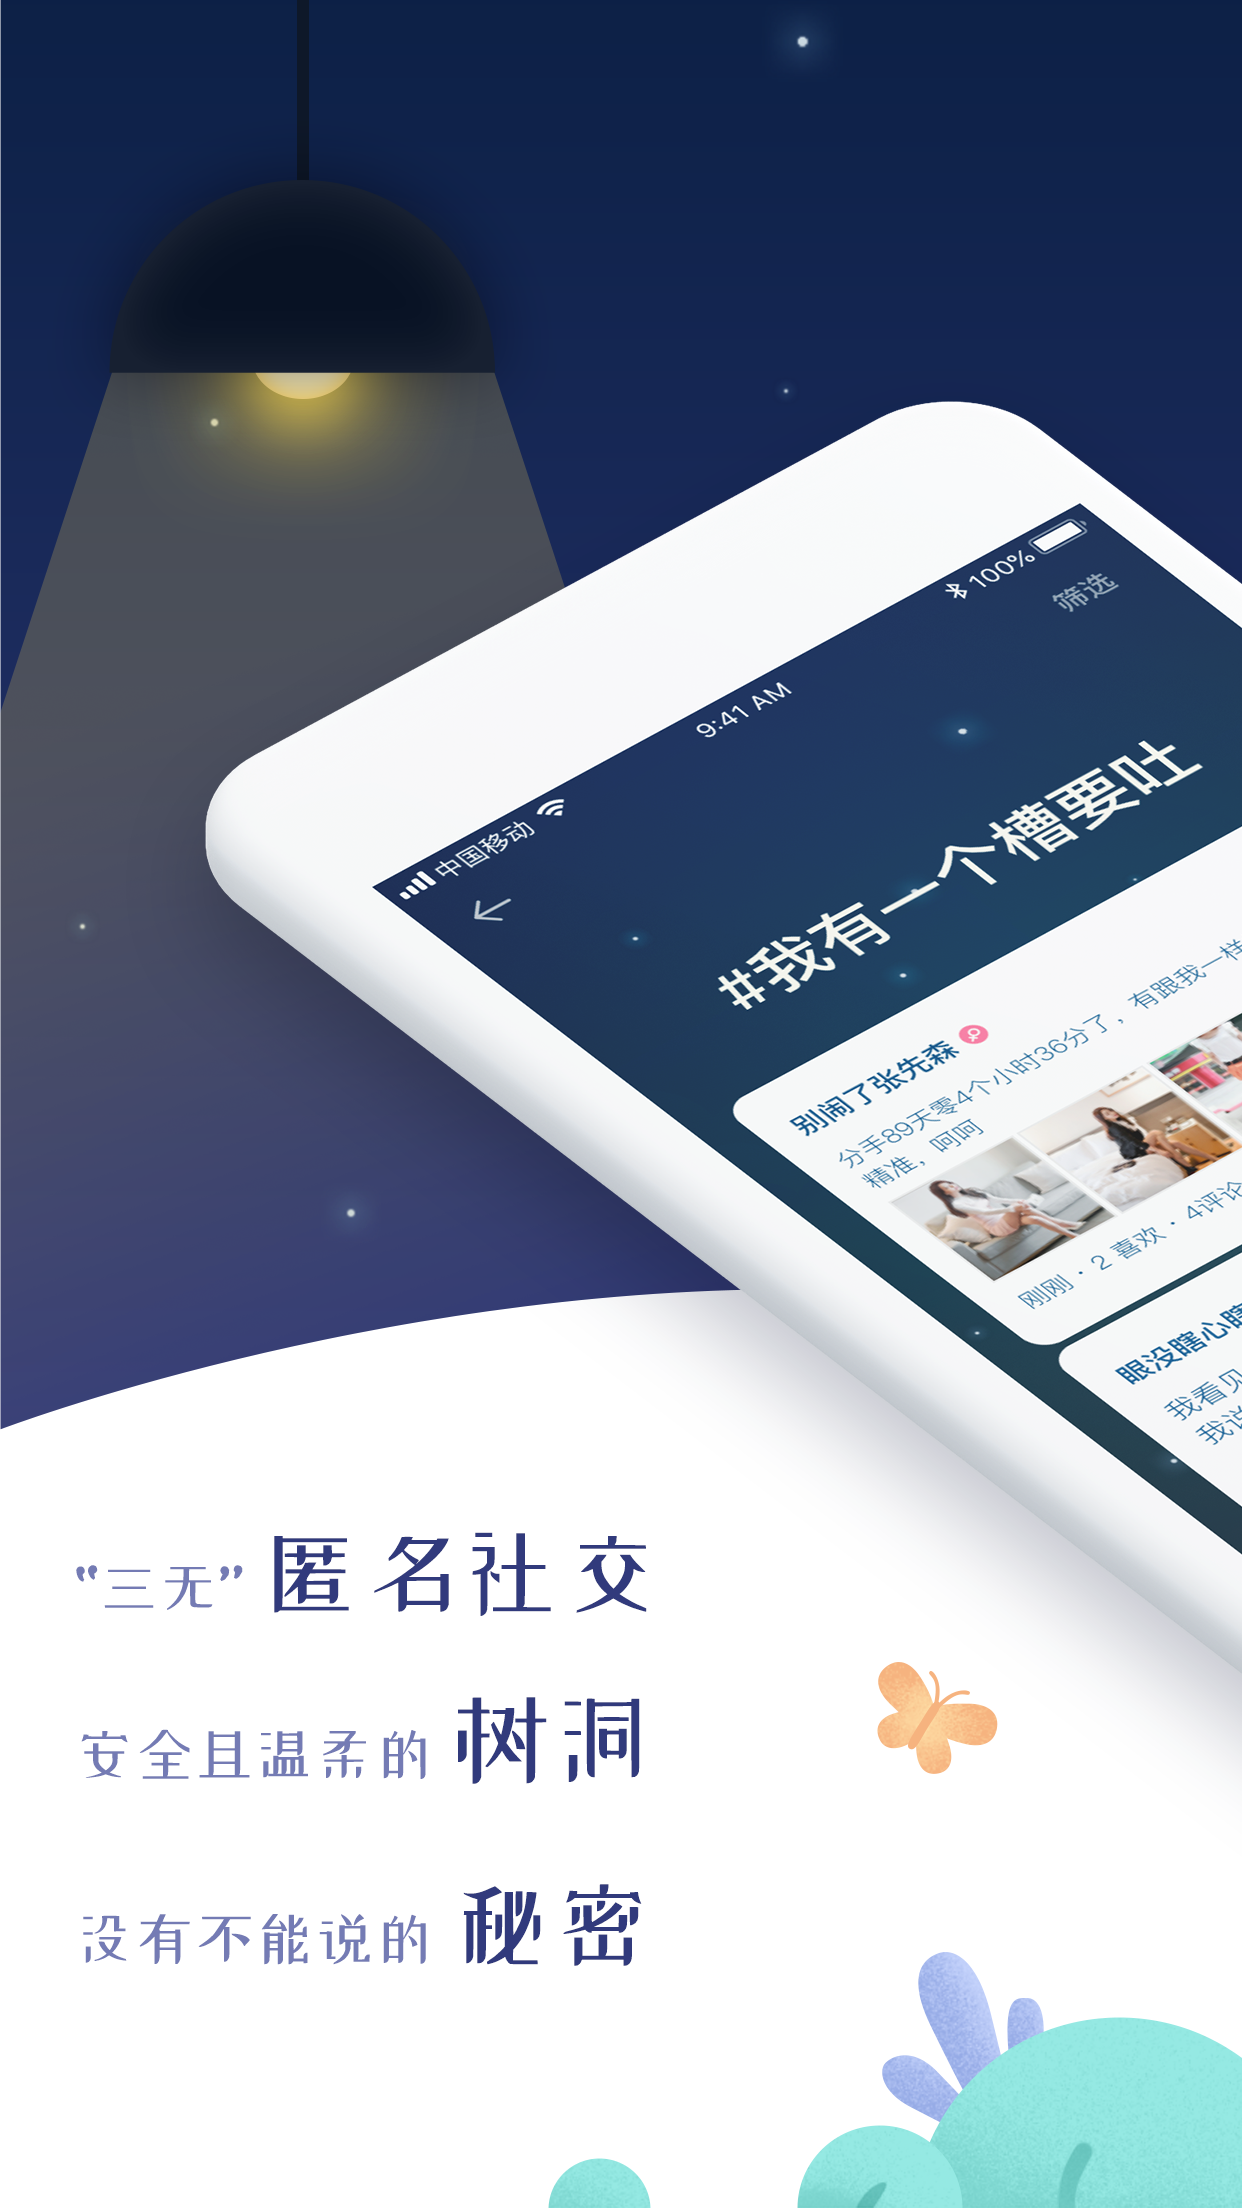 100%
筛选
9:41 AM
中国移动
#我有一个槽要吐
别闹了张先森
分手89天零4个小时36分了，有跟我一样
精准，呵呵
刚刚 · 2 喜欢 · 4评论
眼没瞎心瞎
我看见
我说
“三无” 匿名社交
安全且温柔的 树洞
没有不能说的 秘密